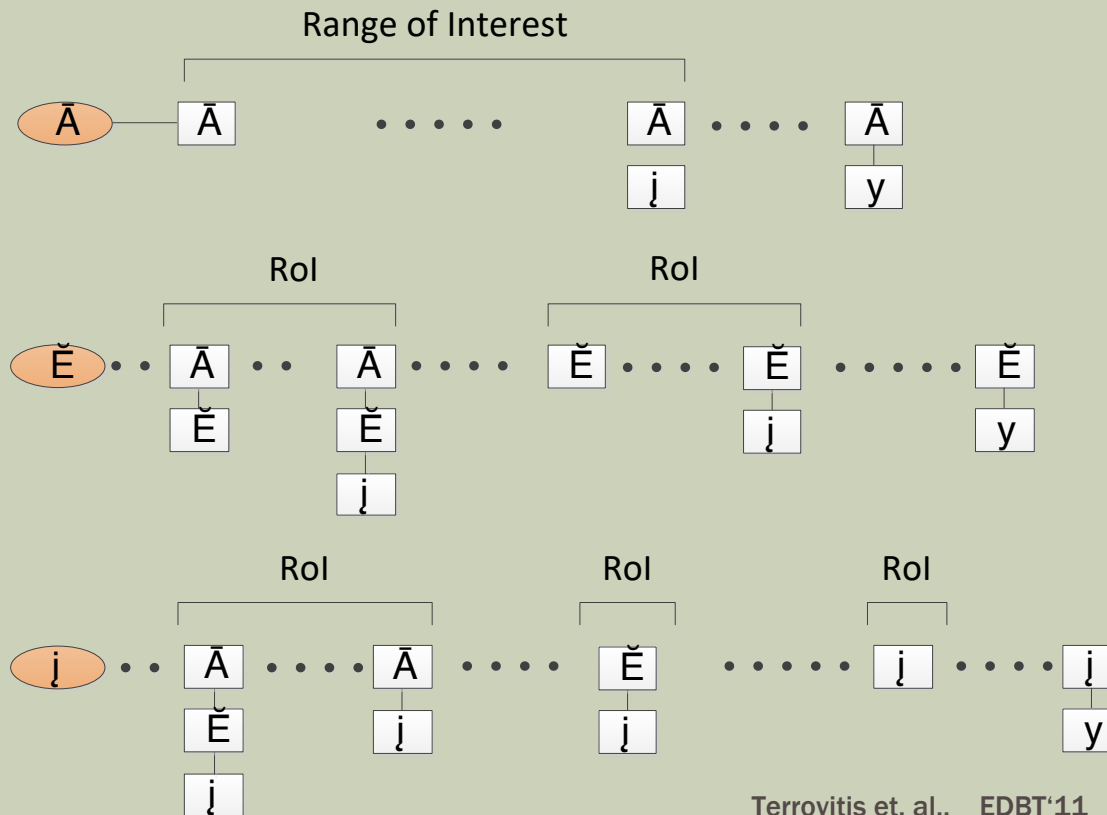 Range of Interest
Ā Ā Ā Ā
į y
RoI RoI
Ĕ Ā Ā Ĕ Ĕ Ĕ
Ĕ Ĕ į y
į
RoI RoI RoI
į Ā Ā Ĕ į į
Ĕ į į y
į
Terrovitis et. al., EDBT‘11